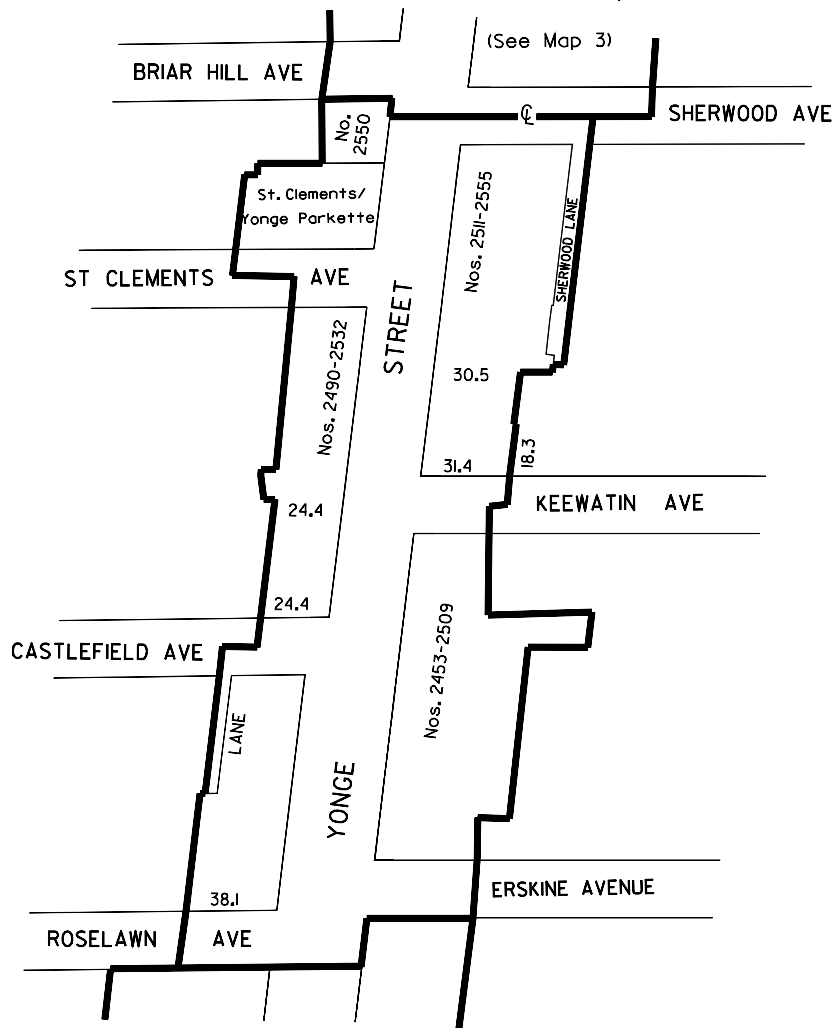 (See Map 3)
BRIAR HILL AVE
SHERWOOD AVE
℄
No.
2550
St. Clements/
Yonge Parkette
Nos. 2511-2555
SHERWOOD LANE
ST CLEMENTS AVE
STREET
Nos. 2490-2532
30.5
31.4
18.3
24.4
KEEWATIN AVE
24.4
CASTLEFIELD AVE
Nos. 2453-2509
LANE
YONGE
38.1
ERSKINE AVENUE
ROSELAWN AVE